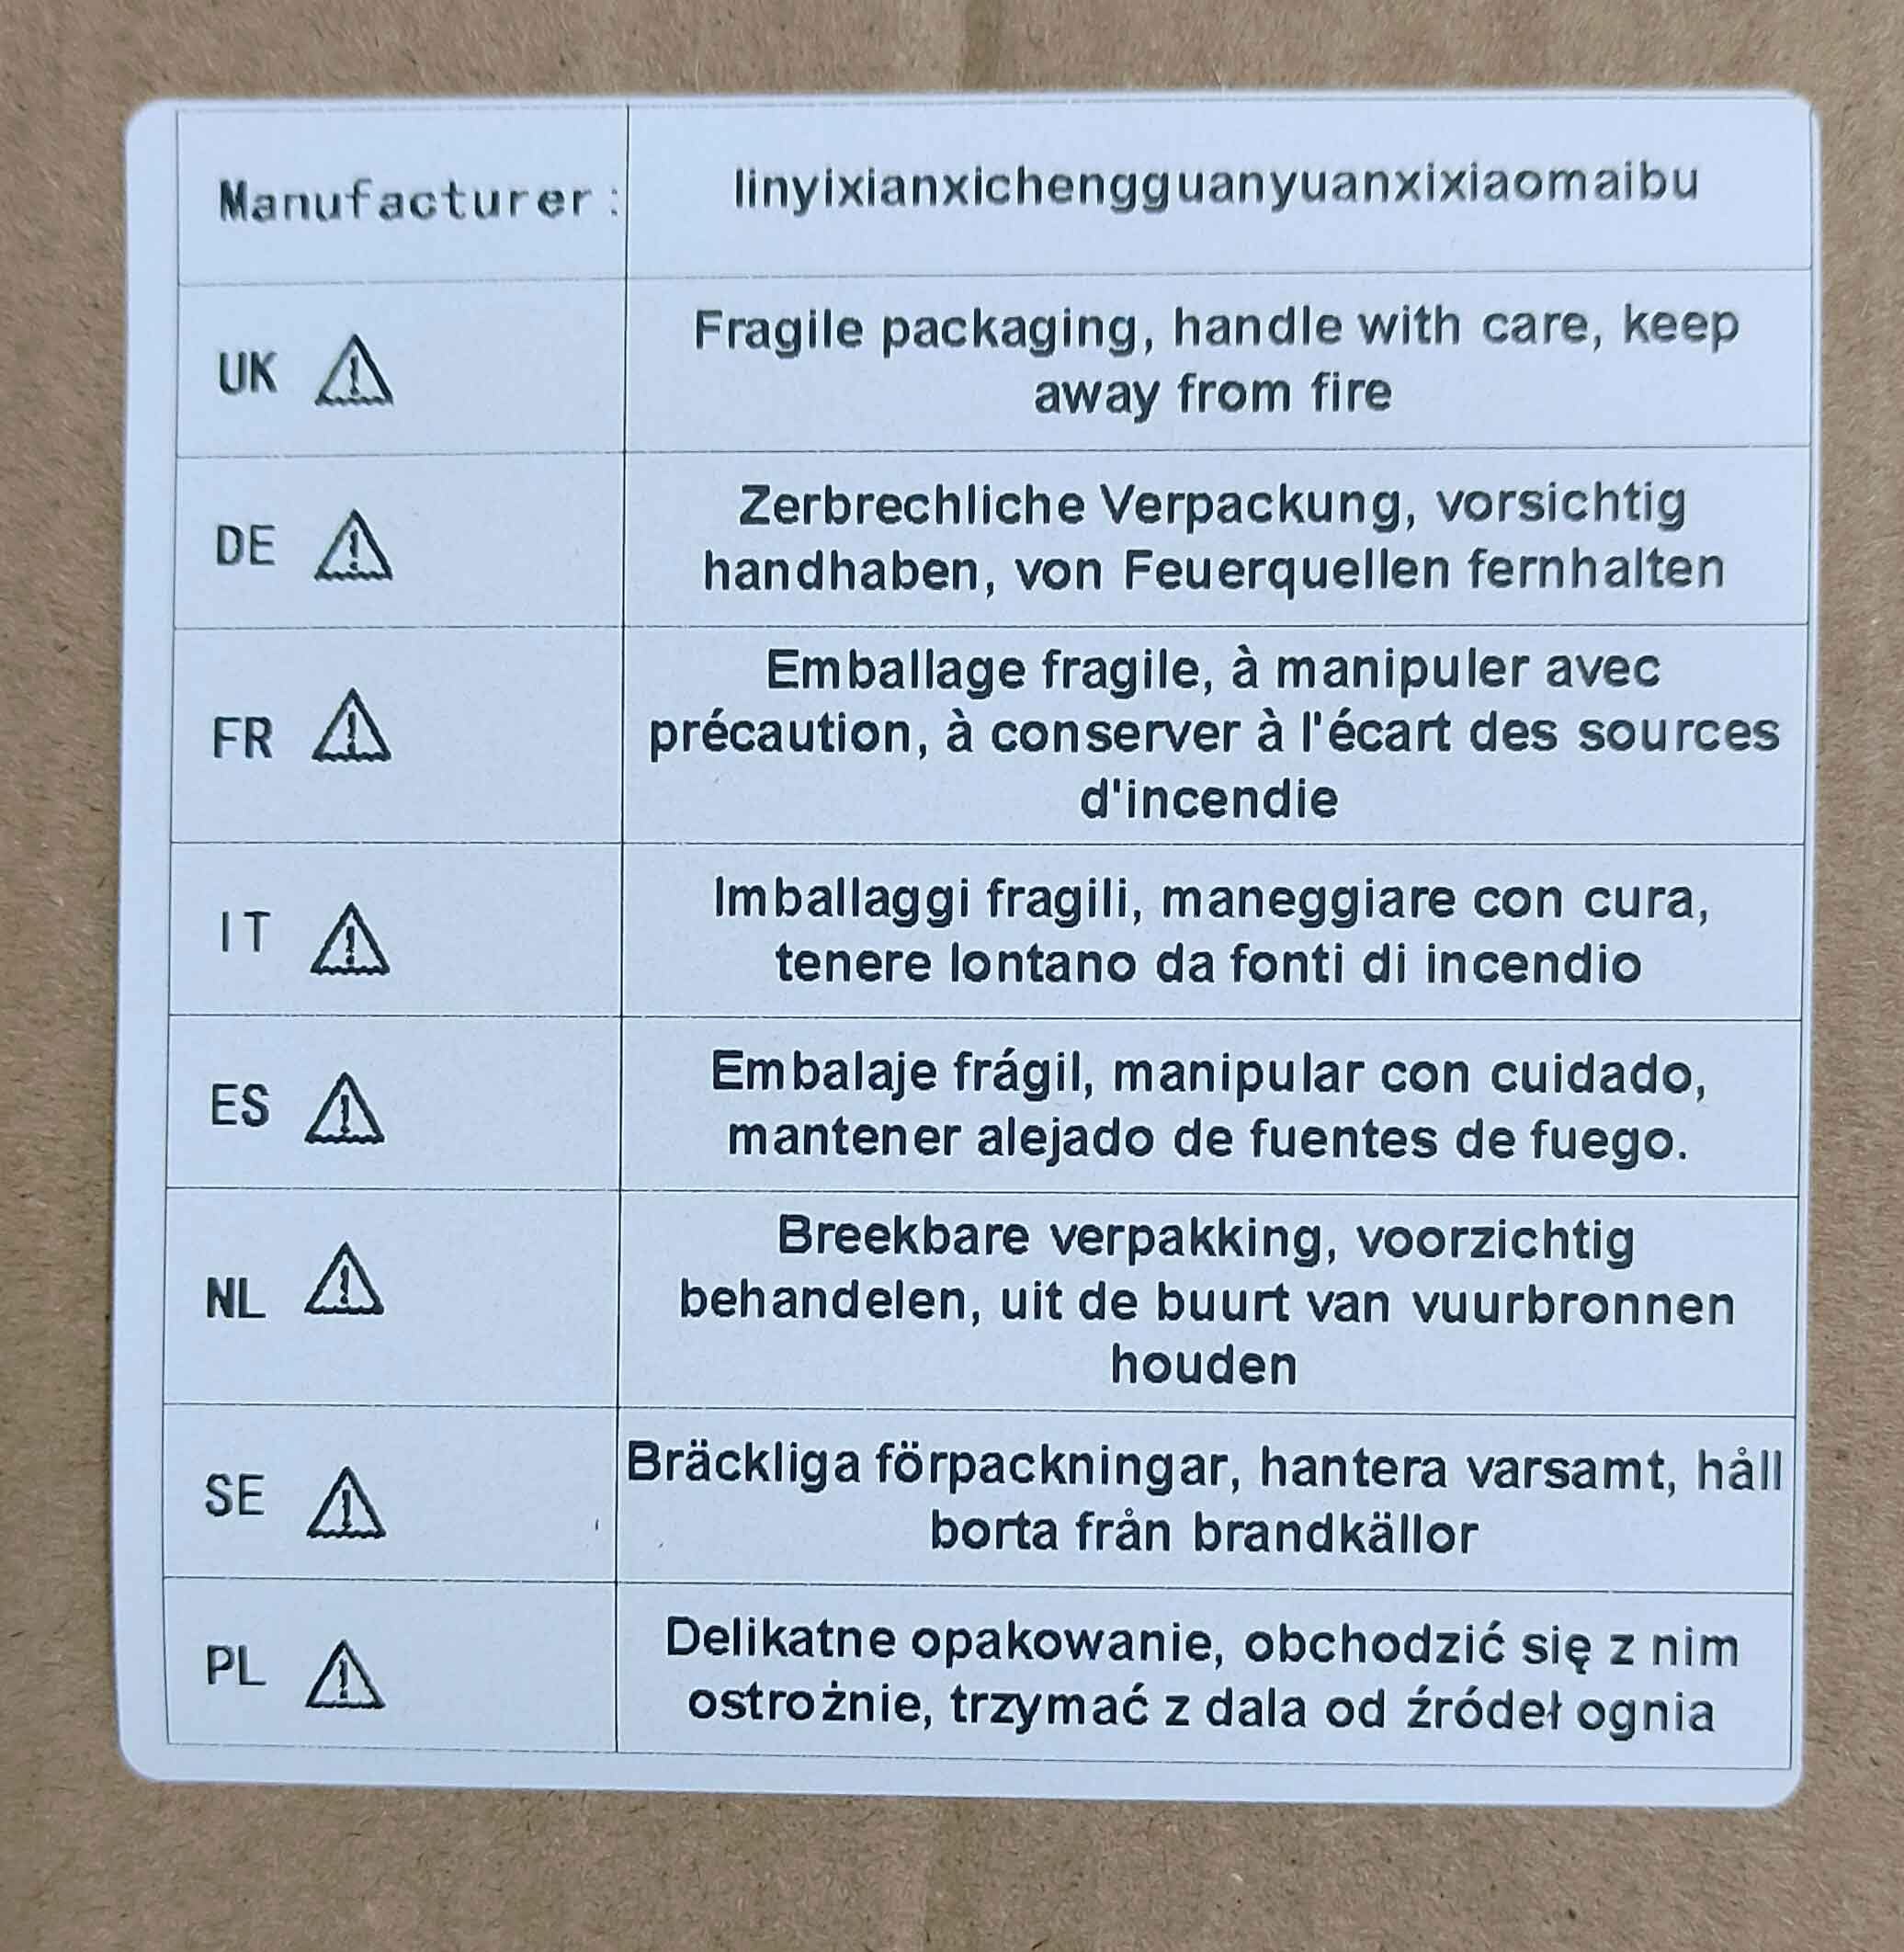 Manufacturer: linyixianxichengguanyuanxixiaomaibu
UK Fragile packaging, handle with care, keep
away from fire
DE Zerbrechliche Verpackung, vorsichtig
handhaben, von Feuerquellen fernhalten
FR Emballage fragile, à manipuler avec
précaution, à conserver à l'écart des sources
d'incendie
IT Imballaggi fragili, maneggiare con cura,
tenere lontano da fonti di incendio
ES Embalaje frágil, manipular con cuidado,
mantener alejado de fuentes de fuego.
NL Breekbare verpakking, voorzichtig
behandelen, uit de buurt van vuurbronnen
houden
SE Bräckliga förpackningar, hantera varsamt, håll
borta från brandkällor
PL Delikatne opakowanie, obchodzić się z nim
ostrożnie, trzymać z dala od źródeł ognia